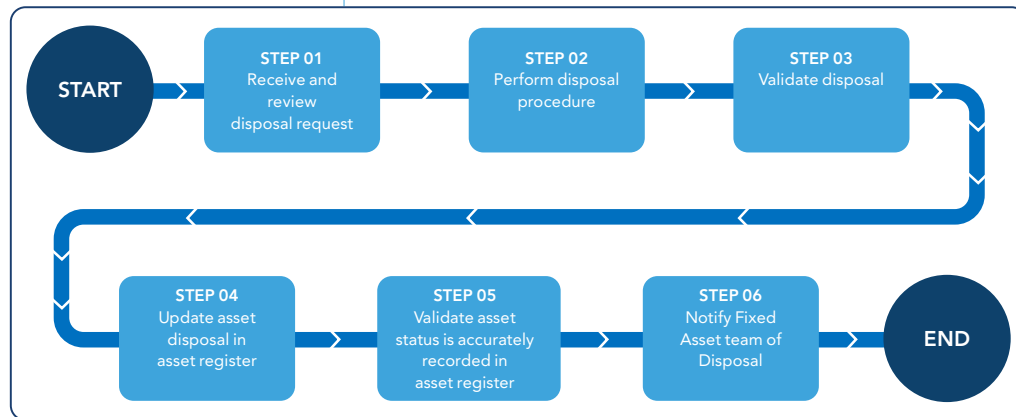 START
STEP 01
Receive and
review
disposal request
STEP 02
Perform disposal
procedure
STEP 03
Validate disposal
STEP 04
Update asset
disposal in
asset register
STEP 05
Validate asset
status is accurately
recorded in
asset register
STEP 06
Notify Fixed
Asset team of
Disposal
END